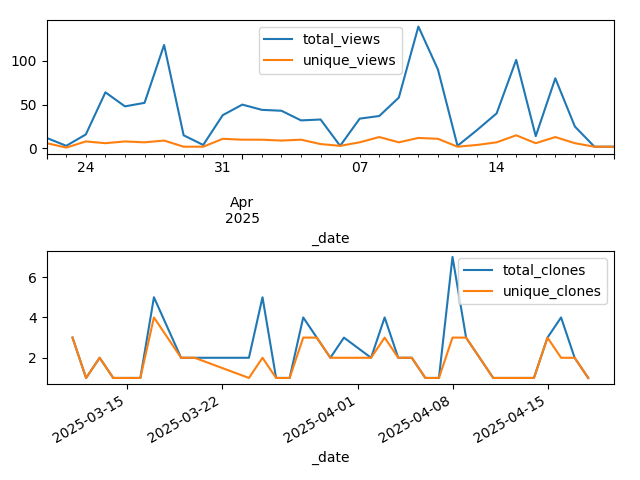 total_views
unique_views
100
50
0
24 31 07 14
Apr
2025
_date
total_clones
unique_clones
6
4
2
2025-03-15 2025-03-22 2025-04-01 2025-04-08 2025-04-15
_date